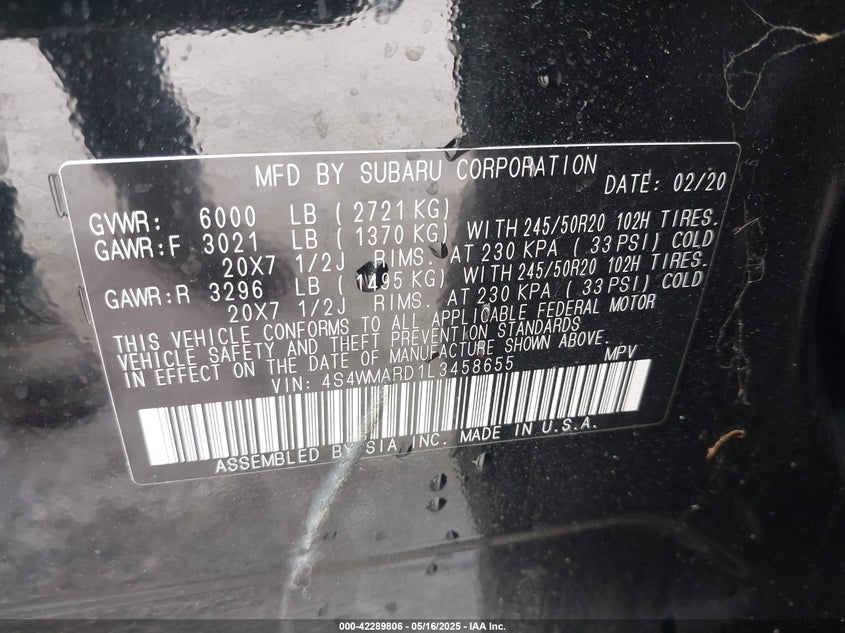 MFD BY SUBARU CORPORATION
DATE: 02/20
GVWR: 6000 LB ( 2721 KG)
GAWR:F 3021 LB ( 1370 KG) WITH 245/50R20 102H TIRES.
20X7 1/2J RIMS. AT 230 KPA ( 33 PSI) COLD
GAWR:R 3296 LB ( 1495 KG) WITH 245/50R20 102H TIRES.
20X7 1/2J RIMS. AT 230 KPA ( 33 PSI) COLD
THIS VEHICLE CONFORMS TO ALL APPLICABLE FEDERAL MOTOR
VEHICLE SAFETY AND THEFT PREVENTION STANDARDS
IN EFFECT ON THE DATE OF MANUFACTURE SHOWN ABOVE.
VIN: 4S4WMARD1L3458655 MPV
ASSEMBLED BY SIA, INC. MADE IN U.S.A.
000-42289806 - 05/16/2025 - IAA Inc.